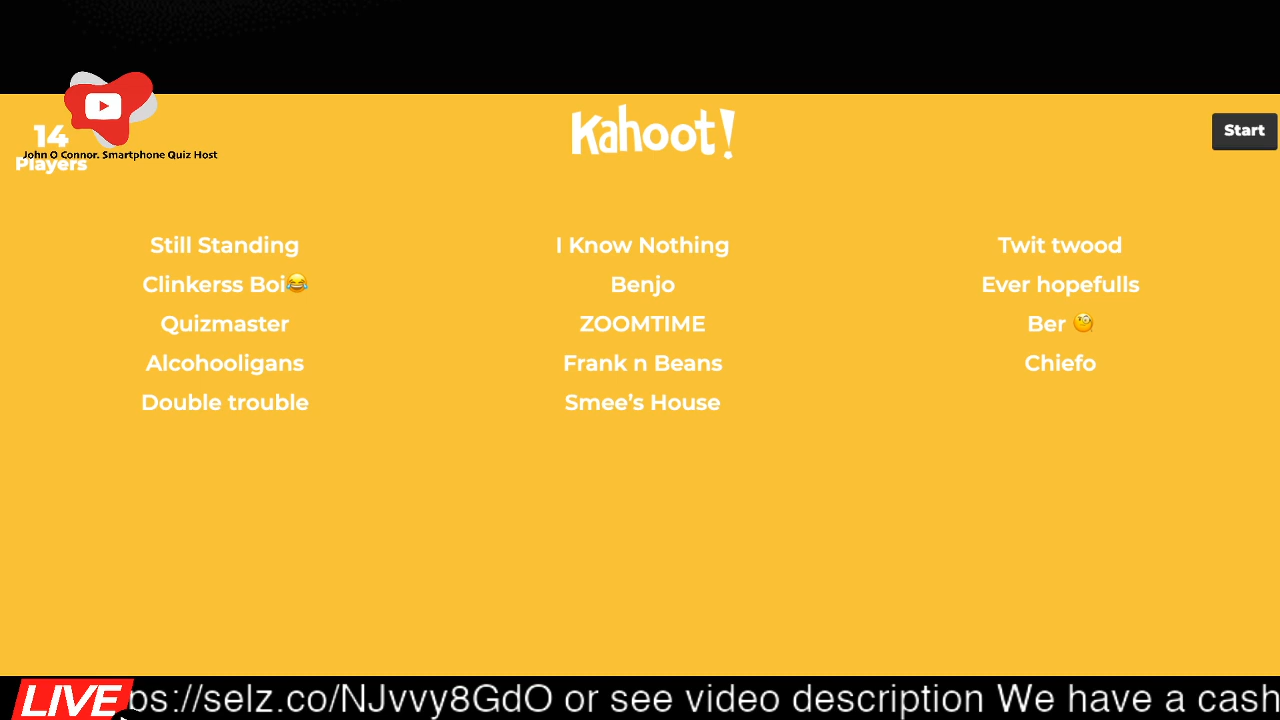 Kahoot!
Start
14
John O Connor. Smartphone Quiz Host
Players
Still Standing
I Know Nothing
Twit twood
Clinkerss Boi😂
Benjo
Ever hopefulls
Quizmaster
ZOOMTIME
Ber 🧐
Alcohooligans
Frank n Beans
Chiefo
Double trouble
Smee's House
LIVE
ps://selz.co/NJvvy8GdO or see video description We have a cash